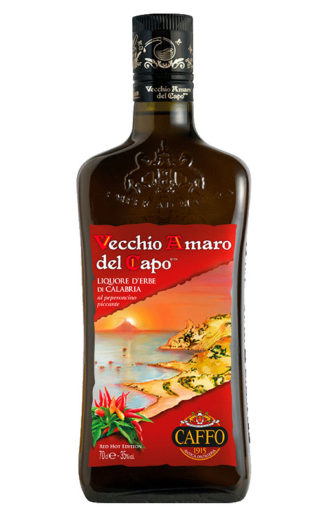 Vecchio Amaro
del Capo
Vecchio Amaro
del Capo
LIQUORE D'ERBE
DI CALABRIA
al peperoncino
piccante
CAFFO
1915
RED HOT EDITION
70cl e - 35%vol.